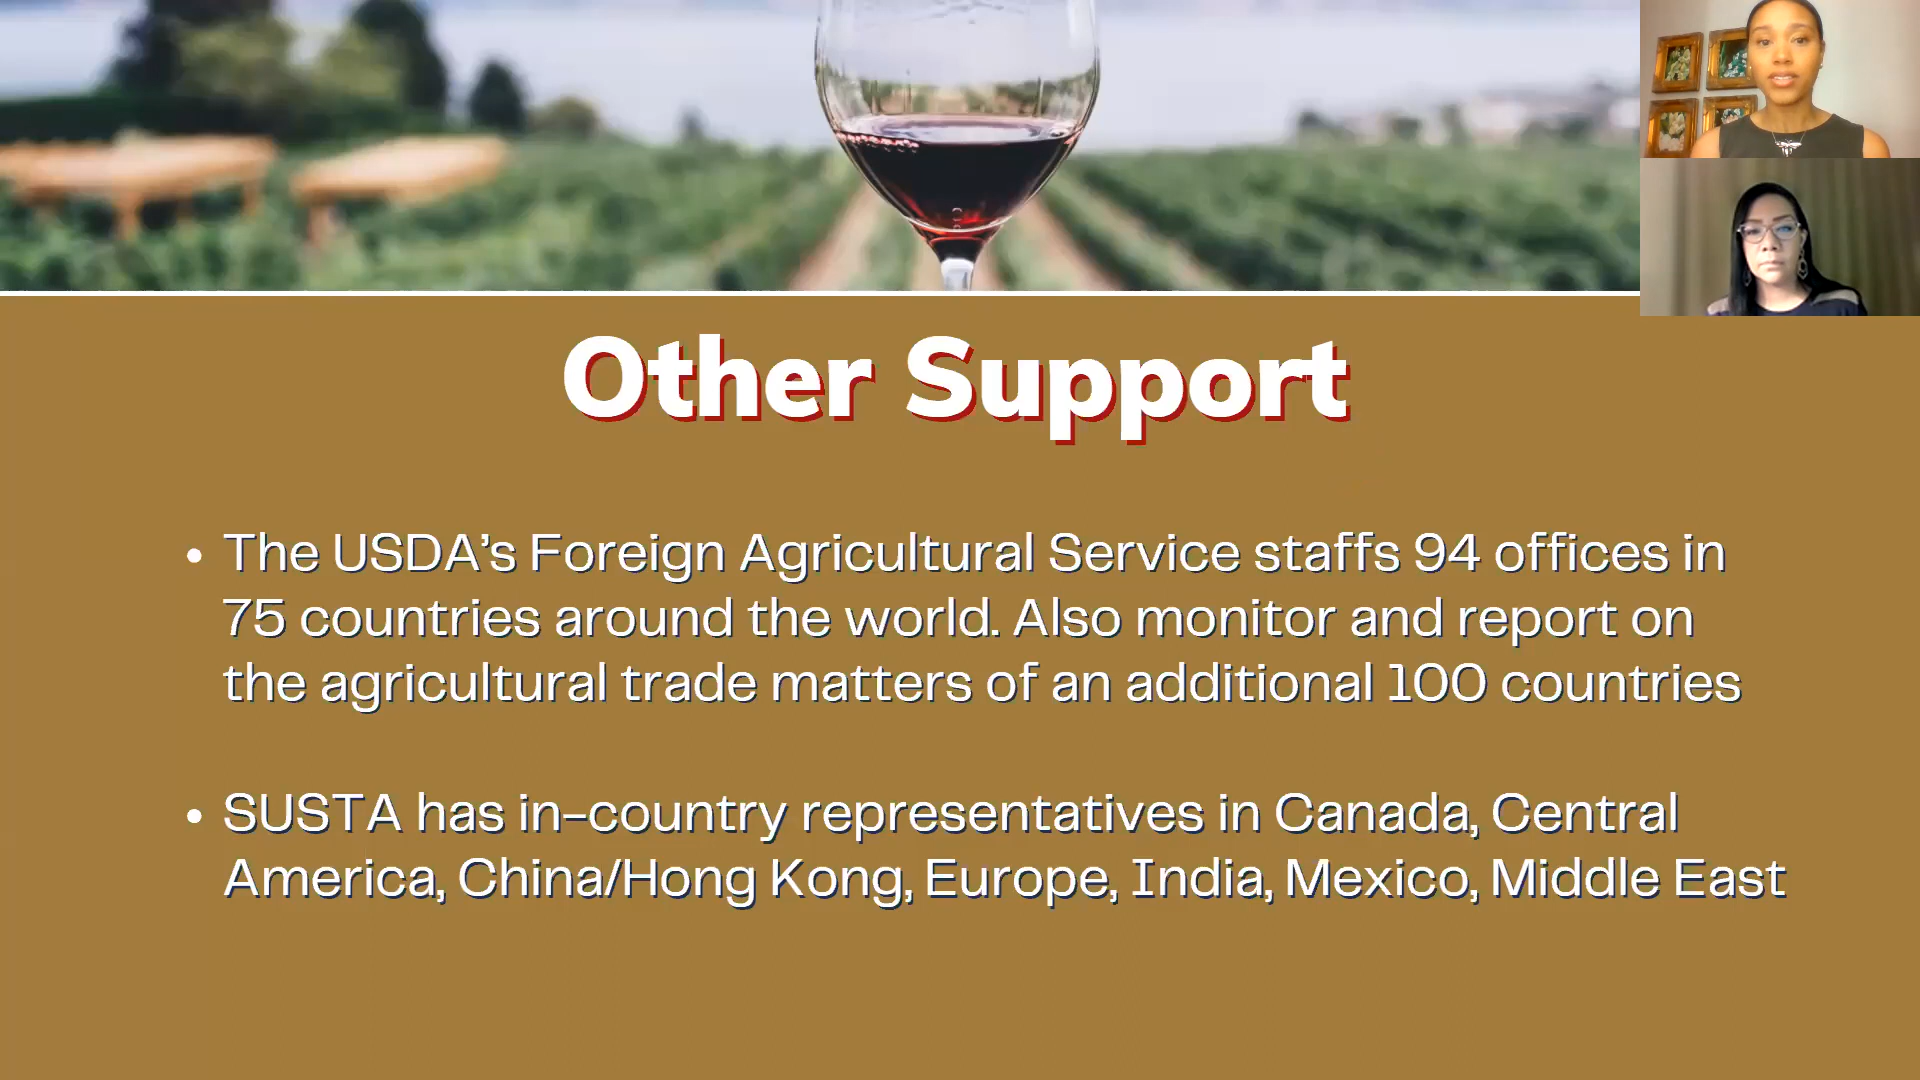 Other Support
• The USDA’s Foreign Agricultural Service staffs 94 offices in
75 countries around the world. Also monitor and report on
the agricultural trade matters of an additional 100 countries
• SUSTA has in-country representatives in Canada, Central
America, China/Hong Kong, Europe, India, Mexico, Middle East